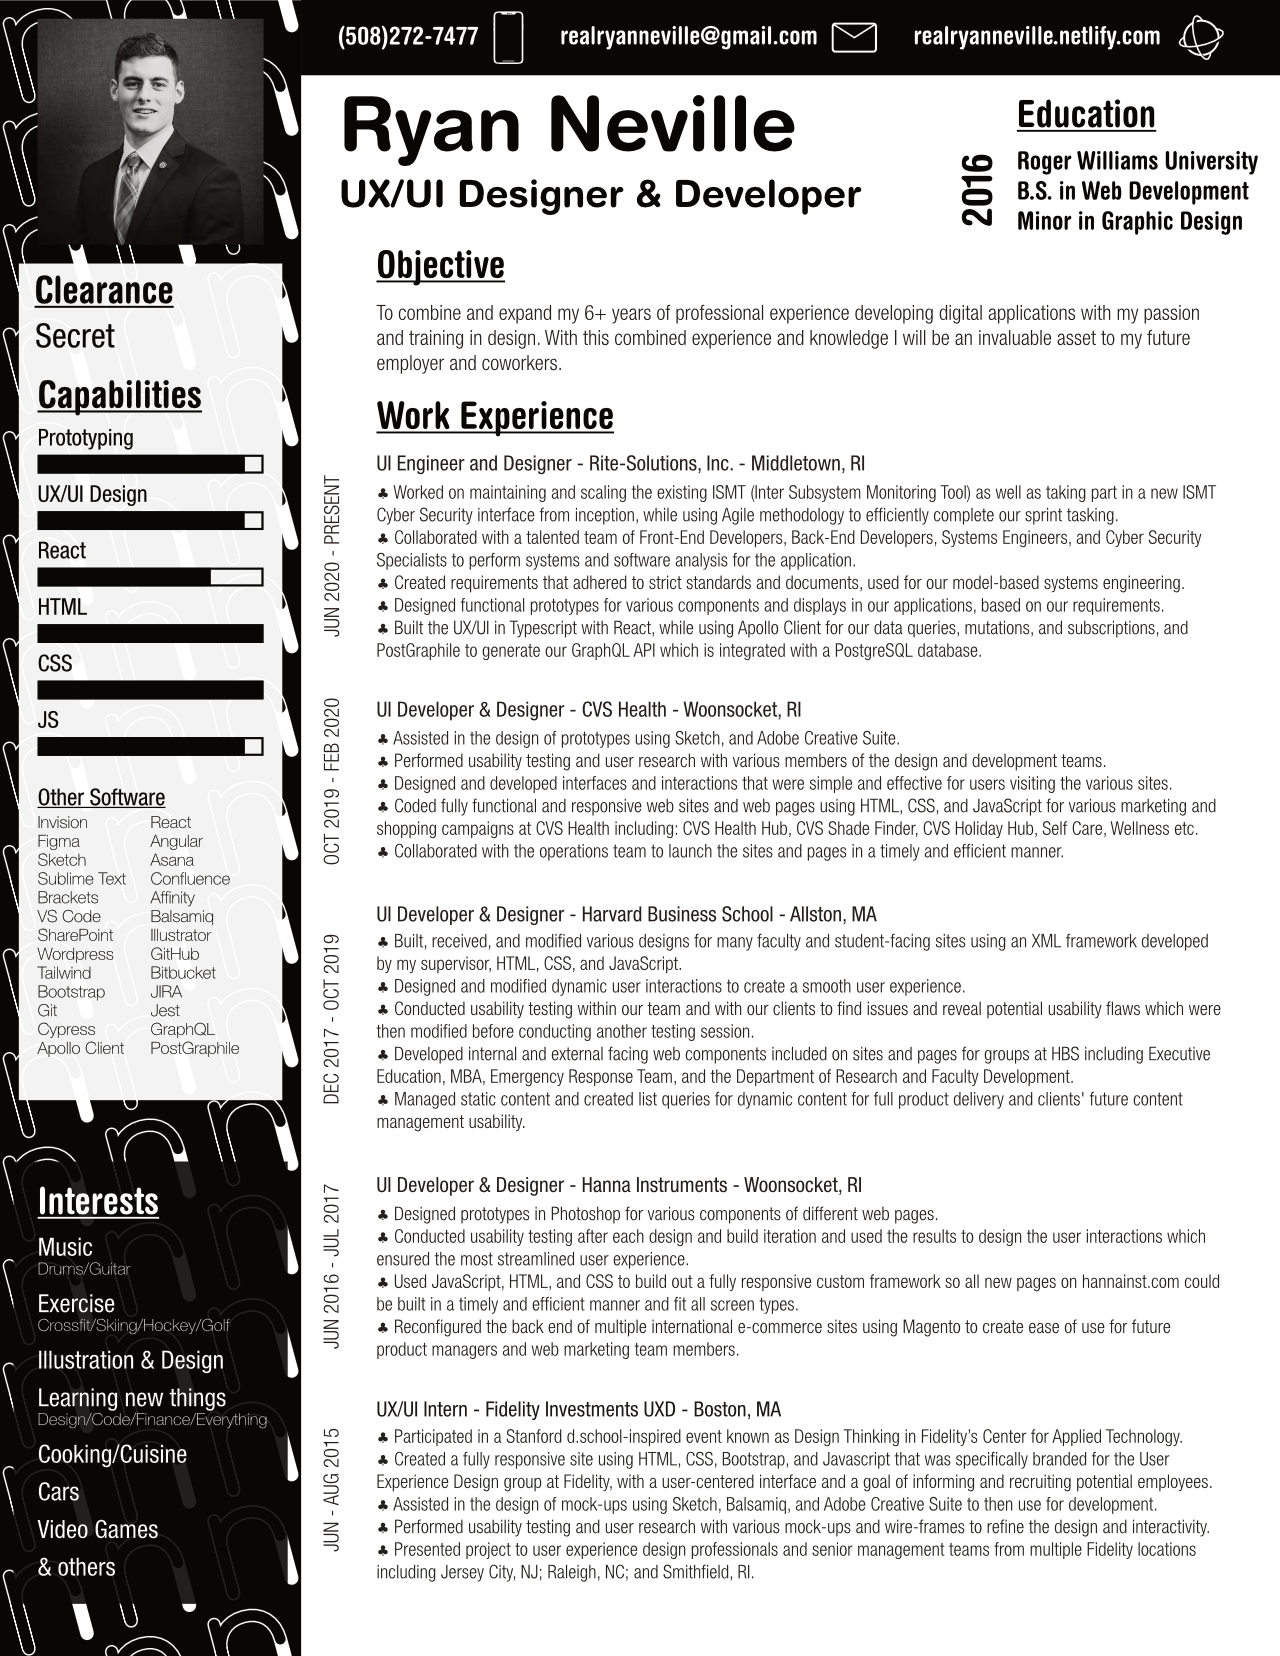 (508)272-7477
realryanneville@gmail.com
realryanneville.netlify.com
Ryan Neville
UX/UI Designer & Developer
Education
2016
Roger Williams University
B.S. in Web Development
Minor in Graphic Design
Clearance
Secret
Capabilities
Prototyping
UX/UI Design
React
HTML
CSS
JS
Other Software
Invision React
Figma Angular
Sketch Asana
Sublime Text Confluence
Brackets Affinity
VS Code Balsamiq
SharePoint Illustrator
Wordpress GitHub
Tailwind Bitbucket
Bootstrap JIRA
Git Jest
Cypress GraphQL
Apollo Client PostGraphile
Interests
Music
Drums/Guitar
Exercise
Crossfit/Skiing/Hockey/Golf
Illustration & Design
Learning new things
Design/Code/Finance/Everything
Cooking/Cuisine
Cars
Video Games
& others
Objective
To combine and expand my 6+ years of professional experience developing digital applications with my passion
and training in design. With this combined experience and knowledge I will be an invaluable asset to my future
employer and coworkers.
Work Experience
JUN 2020 - PRESENT
UI Engineer and Designer - Rite-Solutions, Inc. - Middletown, RI
♣ Worked on maintaining and scaling the existing ISMT (Inter Subsystem Monitoring Tool) as well as taking part in a new ISMT
Cyber Security interface from inception, while using Agile methodology to efficiently complete our sprint tasking.
♣ Collaborated with a talented team of Front-End Developers, Back-End Developers, Systems Engineers, and Cyber Security
Specialists to perform systems and software analysis for the application.
♣ Created requirements that adhered to strict standards and documents, used for our model-based systems engineering.
♣ Designed functional prototypes for various components and displays in our applications, based on our requirements.
♣ Built the UX/UI in Typescript with React, while using Apollo Client for our data queries, mutations, and subscriptions, and
PostGraphile to generate our GraphQL API which is integrated with a PostgreSQL database.
OCT 2019 - FEB 2020
UI Developer & Designer - CVS Health - Woonsocket, RI
♣ Assisted in the design of prototypes using Sketch, and Adobe Creative Suite.
♣ Performed usability testing and user research with various members of the design and development teams.
♣ Designed and developed interfaces and interactions that were simple and effective for users visiting the various sites.
♣ Coded fully functional and responsive web sites and web pages using HTML, CSS, and JavaScript for various marketing and
shopping campaigns at CVS Health including: CVS Health Hub, CVS Shade Finder, CVS Holiday Hub, Self Care, Wellness etc.
♣ Collaborated with the operations team to launch the sites and pages in a timely and efficient manner.
DEC 2017 - OCT 2019
UI Developer & Designer - Harvard Business School - Allston, MA
♣ Built, received, and modified various designs for many faculty and student-facing sites using an XML framework developed
by my supervisor, HTML, CSS, and JavaScript.
♣ Designed and modified dynamic user interactions to create a smooth user experience.
♣ Conducted usability testing within our team and with our clients to find issues and reveal potential usability flaws which were
then modified before conducting another testing session.
♣ Developed internal and external facing web components included on sites and pages for groups at HBS including Executive
Education, MBA, Emergency Response Team, and the Department of Research and Faculty Development.
♣ Managed static content and created list queries for dynamic content for full product delivery and clients' future content
management usability.
JUN 2016 - JUL 2017
UI Developer & Designer - Hanna Instruments - Woonsocket, RI
♣ Designed prototypes in Photoshop for various components of different web pages.
♣ Conducted usability testing after each design and build iteration and used the results to design the user interactions which
ensured the most streamlined user experience.
♣ Used JavaScript, HTML, and CSS to build out a fully responsive custom framework so all new pages on hannainst.com could
be built in a timely and efficient manner and fit all screen types.
♣ Reconfigured the back end of multiple international e-commerce sites using Magento to create ease of use for future
product managers and web marketing team members.
JUN - AUG 2015
UX/UI Intern - Fidelity Investments UXD - Boston, MA
♣ Participated in a Stanford d.school-inspired event known as Design Thinking in Fidelity’s Center for Applied Technology.
♣ Created a fully responsive site using HTML, CSS, Bootstrap, and Javascript that was specifically branded for the User
Experience Design group at Fidelity, with a user-centered interface and a goal of informing and recruiting potential employees.
♣ Assisted in the design of mock-ups using Sketch, Balsamiq, and Adobe Creative Suite to then use for development.
♣ Performed usability testing and user research with various mock-ups and wire-frames to refine the design and interactivity.
♣ Presented project to user experience design professionals and senior management teams from multiple Fidelity locations
including Jersey City, NJ; Raleigh, NC; and Smithfield, RI.